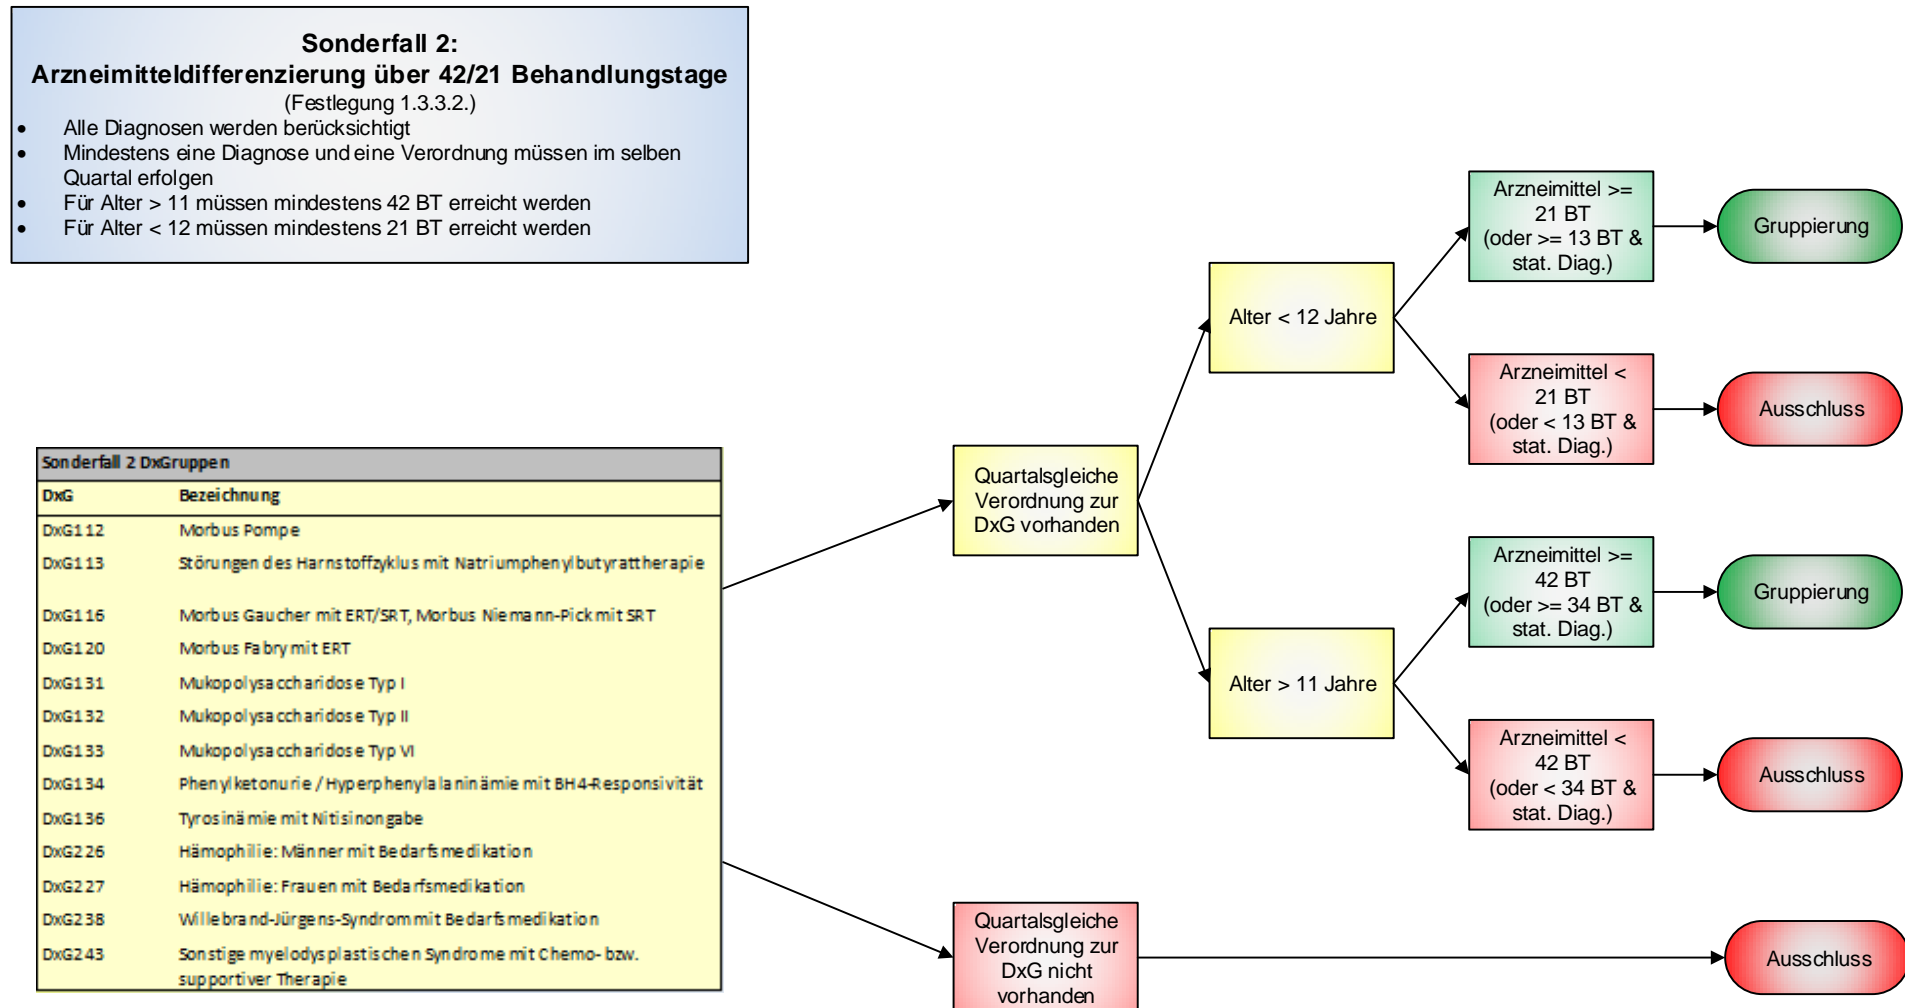 Sonderfall 2:
Arzneimitteldifferenzierung über 42/21 Behandlungstage
(Festlegung 1.3.3.2.)
• Alle Diagnosen werden berücksichtigt
• Mindestens eine Diagnose und eine Verordnung müssen im selben
Quartal erfolgen
• Für Alter > 11 müssen mindestens 42 BT erreicht werden
• Für Alter < 12 müssen mindestens 21 BT erreicht werden
Sonderfall 2 DxGruppen
DxG Bezeichnung
DxG112 Morbus Pompe
DxG113 Störungen des Harnstoffzyklus mit Natriumphenylbutyrattherapie
DxG116 Morbus Gaucher mit ERT/SRT, Morbus Niemann-Pick mit SRT
DxG120 Morbus Fabry mit ERT
DxG131 Mukopolysaccharidose Typ I
DxG132 Mukopolysaccharidose Typ II
DxG133 Mukopolysaccharidose Typ VI
DxG134 Phenylketonurie / Hyperphenylalaninämie mit BH4-Responsivität
DxG136 Tyrosinämie mit Nitisinongabe
DxG226 Hämophilie: Männer mit Bedarfsmedikation
DxG227 Hämophilie: Frauen mit Bedarfsmedikation
DxG238 Willebrand-Jürgens-Syndrom mit Bedarfsmedikation
DxG243 Sonstige myelodysplastischen Syndrome mit Chemo- bzw.
supportiver Therapie
Quartalsgleiche
Verordnung zur
DxG vorhanden
Quartalsgleiche
Verordnung zur
DxG nicht
vorhanden
Alter < 12 Jahre
Alter > 11 Jahre
Arzneimittel >=
21 BT
(oder >= 13 BT &
stat. Diag.)
Gruppierung
Arzneimittel <
21 BT
(oder < 13 BT &
stat. Diag.)
Ausschluss
Arzneimittel >=
42 BT
(oder >= 34 BT &
stat. Diag.)
Gruppierung
Arzneimittel <
42 BT
(oder < 34 BT &
stat. Diag.)
Ausschluss
Ausschluss